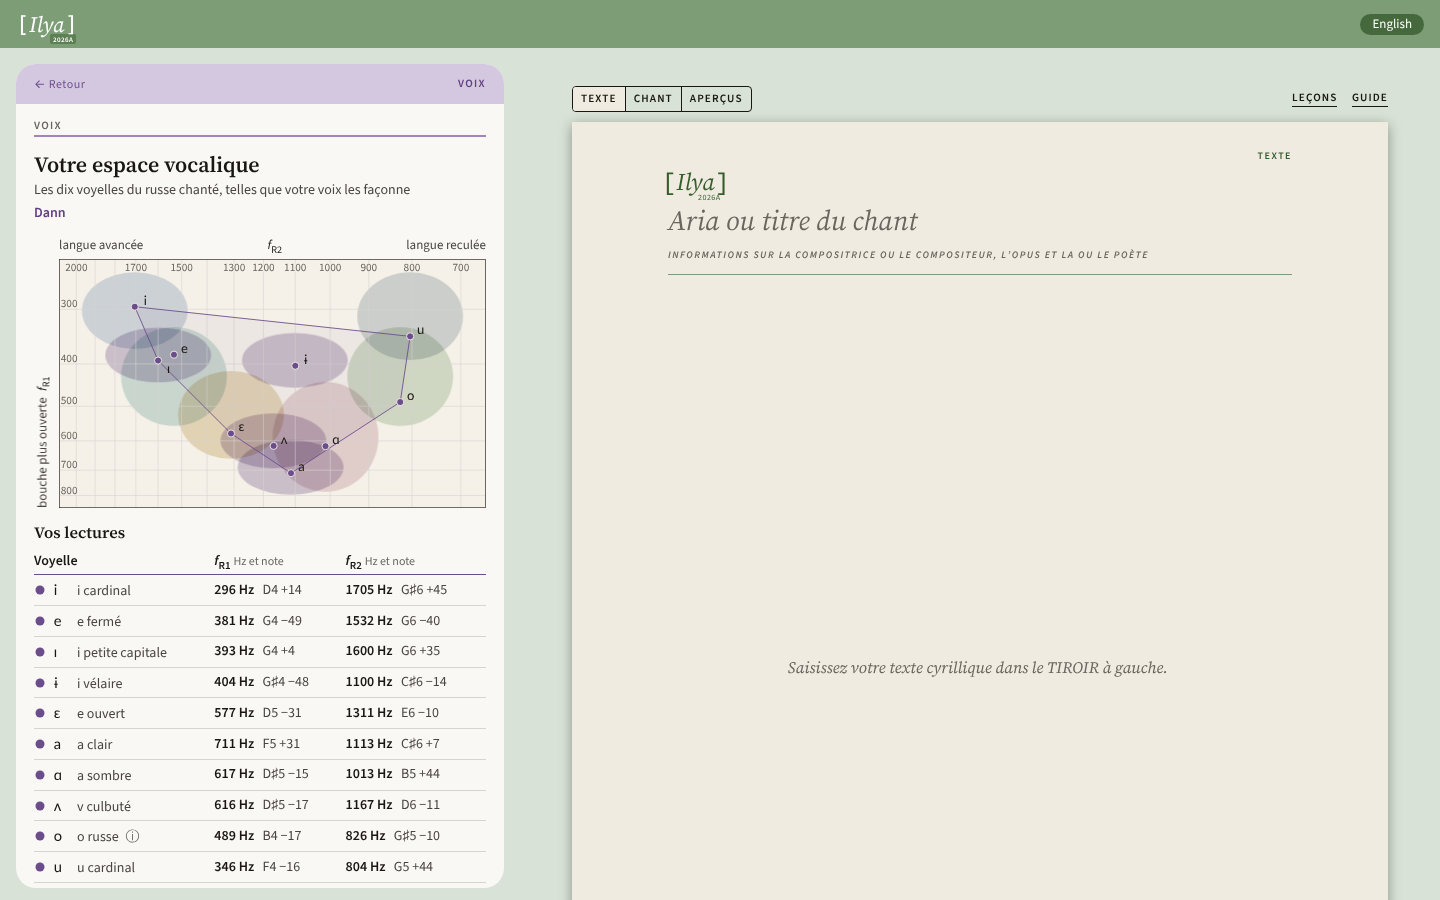 [Ilya] 2026A
English
← Retour
VOIX
VOIX
Votre espace vocalique
Les dix voyelles du russe chanté, telles que votre voix les façonne
Dann
langue avancée fR2 langue reculée
2000 1700 1500 1300 1200 1100 1000 900 800 700
300
400
500
600
700
800
bouche plus ouverte fR1
i
u
e
ɨ
ı
o
ɛ
ʌ
ɑ
a
Vos lectures
Voyelle fR1 Hz et note fR2 Hz et note
i i cardinal 296 Hz D4 +14 1705 Hz G♯6 +45
e e fermé 381 Hz G4 −49 1532 Hz G6 −40
ı i petite capitale 393 Hz G4 +4 1600 Hz G6 +35
ɨ i vélaire 404 Hz G♯4 −48 1100 Hz C♯6 −14
ɛ e ouvert 577 Hz D5 −31 1311 Hz E6 −10
a a clair 711 Hz F5 +31 1113 Hz C♯6 +7
ɑ a sombre 617 Hz D♯5 −15 1013 Hz B5 +44
ʌ v culbuté 616 Hz D♯5 −17 1167 Hz D6 −11
o o russe ⓘ 489 Hz B4 −17 826 Hz G♯5 −10
u u cardinal 346 Hz F4 −16 804 Hz G5 +44
TEXTE CHANT APERÇUS
LEÇONS GUIDE
TEXTE
[Ilya] 2026A
Aria ou titre du chant
INFORMATIONS SUR LA COMPOSITRICE OU LE COMPOSITEUR, L'OPUS ET LA OU LE POÈTE
Saisissez votre texte cyrillique dans le TIROIR à gauche.